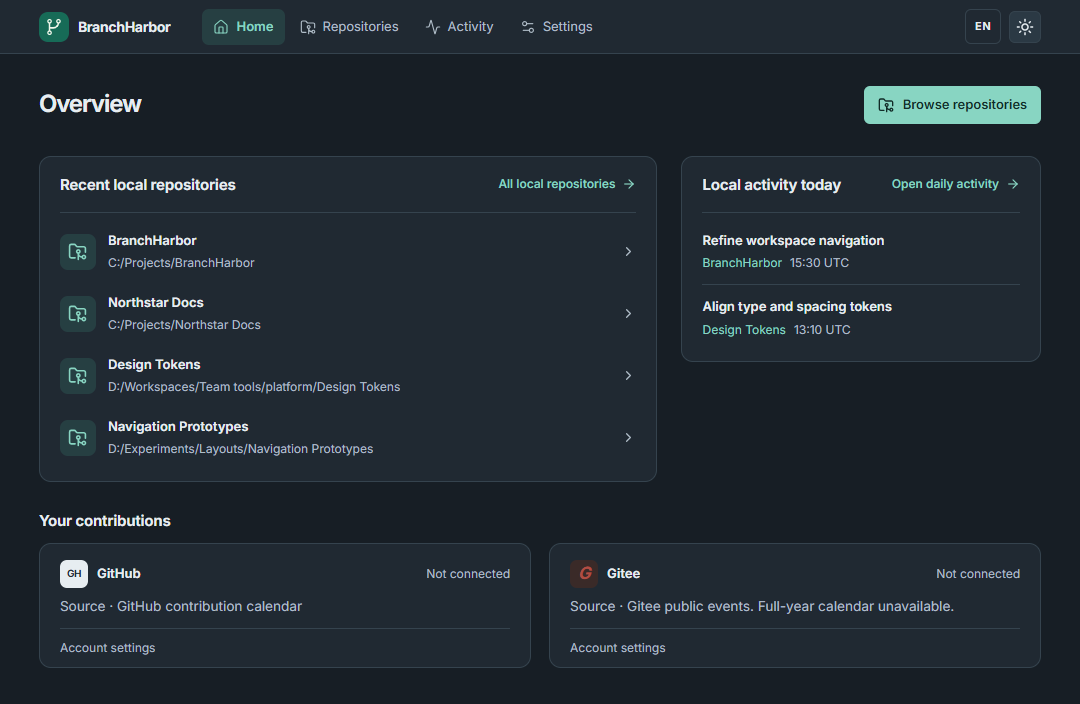 BranchHarbor
Home
Repositories
Activity
Settings
EN
Overview
Browse repositories
Recent local repositories
All local repositories
BranchHarbor
C:/Projects/BranchHarbor
Northstar Docs
C:/Projects/Northstar Docs
Design Tokens
D:/Workspaces/Team tools/platform/Design Tokens
Navigation Prototypes
D:/Experiments/Layouts/Navigation Prototypes
Local activity today
Open daily activity
Refine workspace navigation
BranchHarbor 15:30 UTC
Align type and spacing tokens
Design Tokens 13:10 UTC
Your contributions
GH
GitHub
Not connected
Source · GitHub contribution calendar
Account settings
G
Gitee
Not connected
Source · Gitee public events. Full-year calendar unavailable.
Account settings